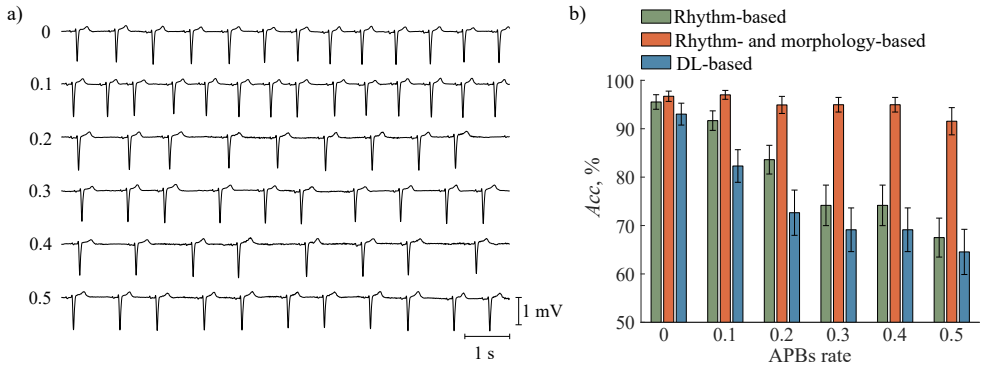 a)
0
0.1
0.2
0.3
0.4
0.5
1 mV
1 s
b)
Rhythm-based
Rhythm- and morphology-based
DL-based
100
90
80
70
60
50
Acc, %
0 0.1 0.2 0.3 0.4 0.5
APBs rate